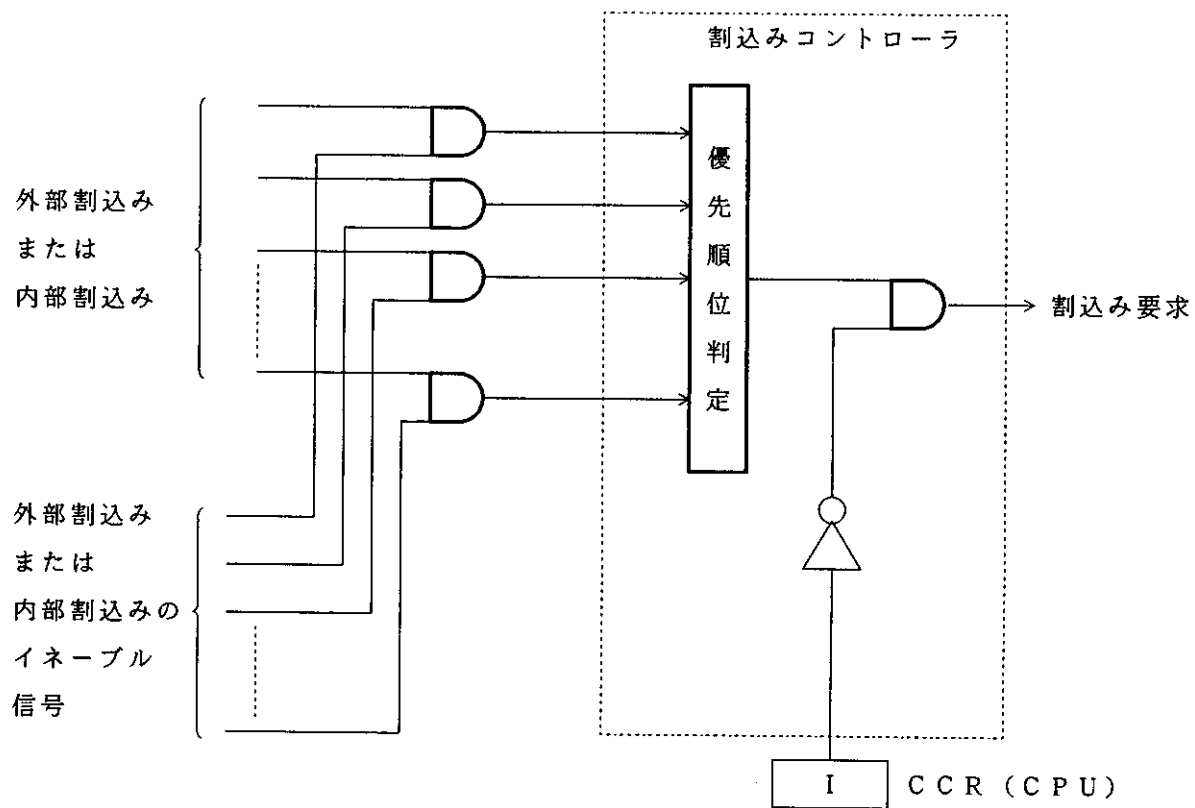 割込みコントローラ
優先順位判定
外部割込み
または
内部割込み
割込み要求
外部割込み
または
内部割込みの
イネーブル
信号
I
CCR(CPU)